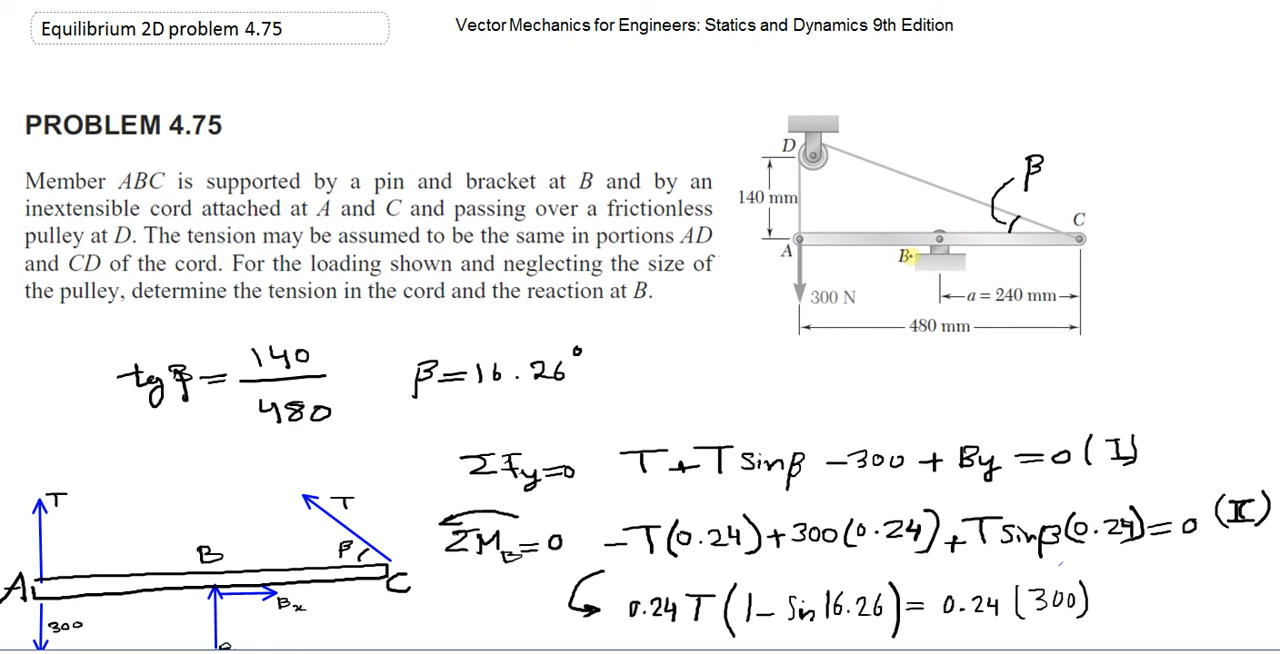 Equilibrium 2D problem 4.75
Vector Mechanics for Engineers: Statics and Dynamics 9th Edition
PROBLEM 4.75
Member ABC is supported by a pin and bracket at B and by an
inextensible cord attached at A and C and passing over a frictionless
pulley at D. The tension may be assumed to be the same in portions AD
and CD of the cord. For the loading shown and neglecting the size of
the pulley, determine the tension in the cord and the reaction at B.
D
β
140 mm
C
A
B
300 N
a = 240 mm
480 mm
tg β = 140/480
β = 16.26°
ΣFy=0 T+T sinβ -300 + By =0 (I)
ΣM_B=0 -T(0.24)+300(0.24)+T sinβ(0.24)=0 (II)
0.24 T (1- Sin 16.26) = 0.24 (300)
T
T
β
B
A
C
Bx
300